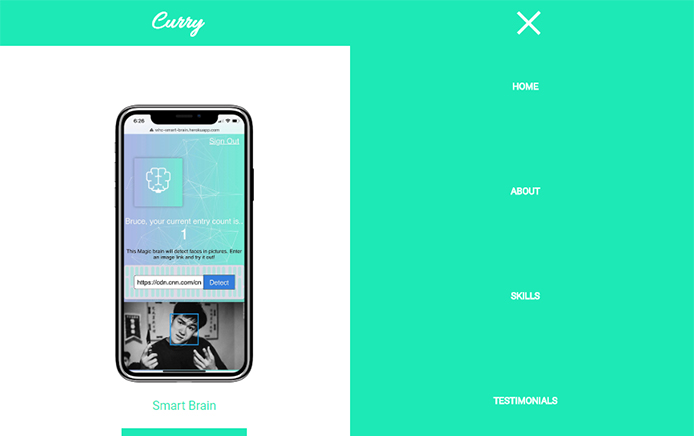 Curry
6:26
who-smart-brain.herokuapp.com
Sign Out
Bruce, your current entry count is..
1
This Magic brain will detect faces in pictures. Enter
an image link and try it out!
https://cdn.cnn.com/cn
Detect
Smart Brain
HOME
ABOUT
SKILLS
TESTIMONIALS